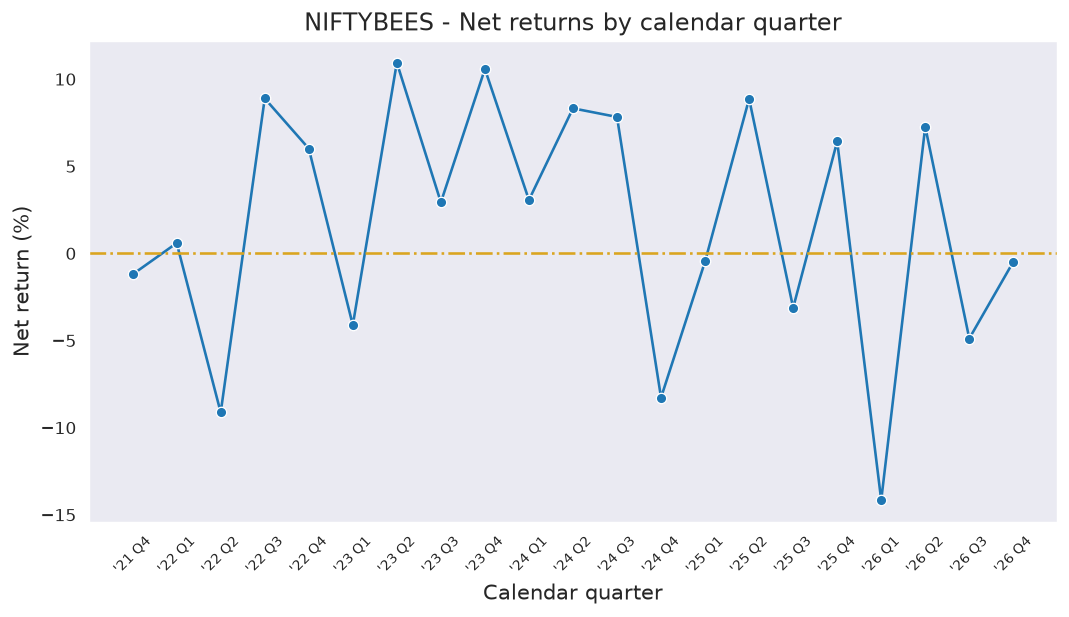 NIFTYBEES - Net returns by calendar quarter
Net return (%)
10
5
0
−5
−10
−15
'21 Q4
'22 Q1
'22 Q2
'22 Q3
'22 Q4
'23 Q1
'23 Q2
'23 Q3
'23 Q4
'24 Q1
'24 Q2
'24 Q3
'24 Q4
'25 Q1
'25 Q2
'25 Q3
'25 Q4
'26 Q1
'26 Q2
'26 Q3
'26 Q4
Calendar quarter